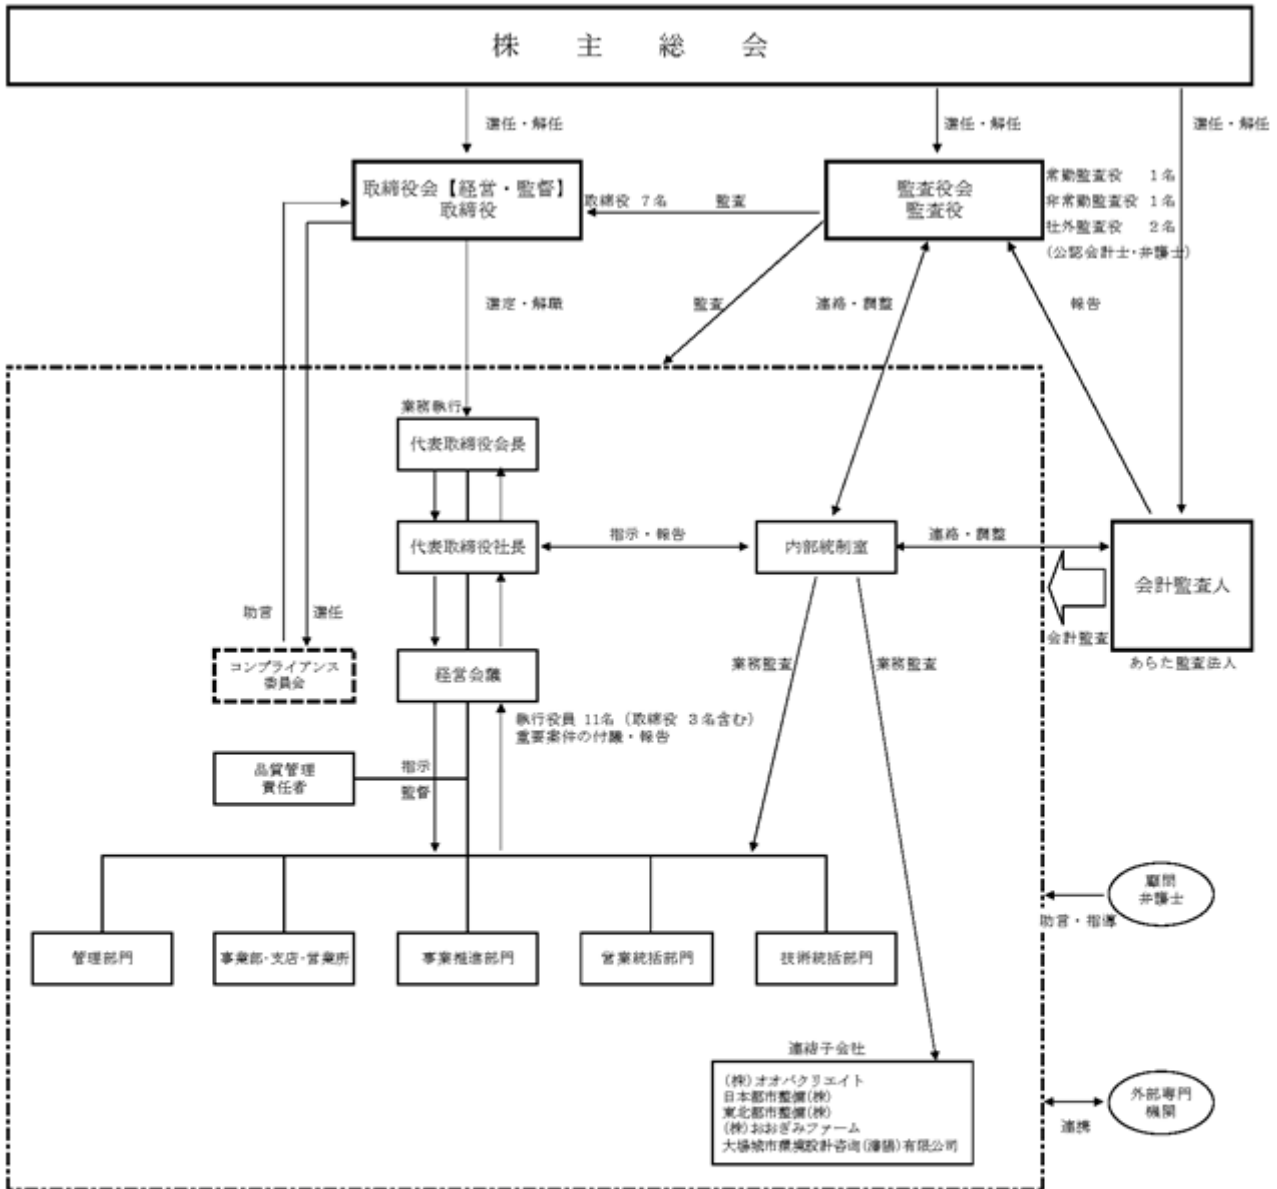 株主総会
選任・解任
選任・解任
選任・解任
取締役会【経営・監督】
取締役
取締役 7名
監査
監査役会
監査役
常勤監査役 1名
非常勤監査役 1名
社外監査役 2名
(公認会計士・弁護士)
選定・解職
監査
連絡・調整
報告
業務執行
代表取締役会長
代表取締役社長
指示・報告
内部統制室
連絡・調整
会計監査人
会計監査
あらた監査法人
助言
選任
コンプライアンス
委員会
経営会議
業務監査
業務監査
執行役員 11名 (取締役 3名含む)
重要案件の付議・報告
品質管理
責任者
指示
監督
顧問
弁護士
助言・指導
管理部門
事業部・支店・営業所
事業推進部門
営業統括部門
技術統括部門
連結子会社
(株)オオバクリエイト
日本都市整備(株)
東北都市整備(株)
(株)おおぎみファーム
大場城市環境設計咨询(瀋陽)有限公司
外部専門
機関
連携